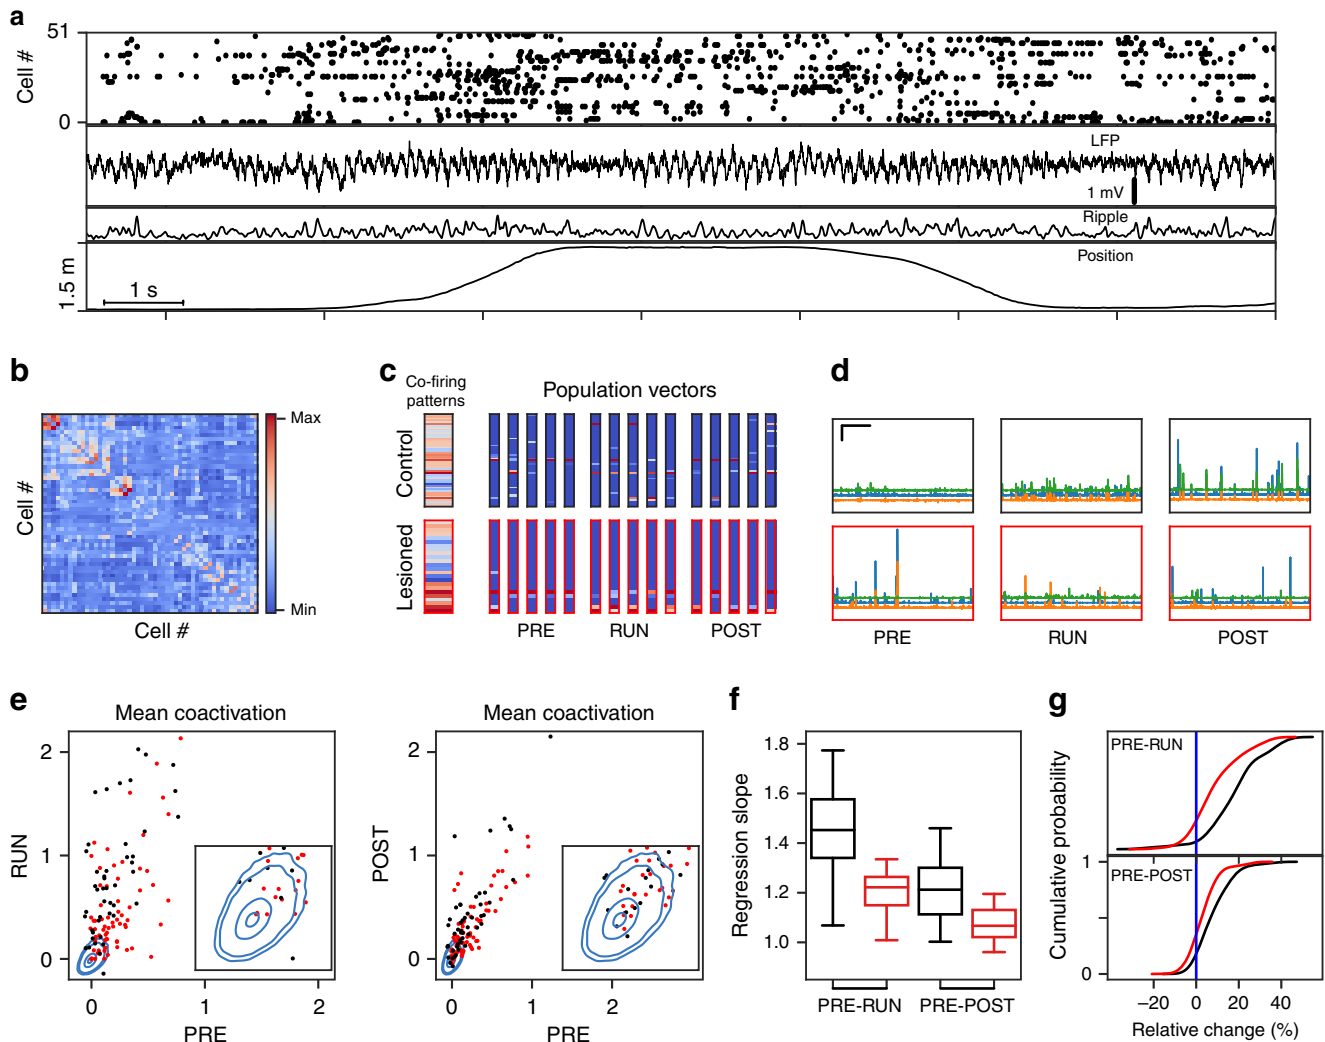 a
51
Cell #
0
LFP
1 mV
Ripple
Position
1.5 m
1 s
b
Max
Cell #
Min
Cell #
c
Co-firing
patterns
Population vectors
Control
Lesioned
PRE
RUN
POST
d
PRE
RUN
POST
e
Mean coactivation
2
RUN
1
0
0
1
2
PRE
Mean coactivation
2
POST
1
0
0
1
2
PRE
f
1.8
1.6
1.4
1.2
1.0
Regression slope
PRE-RUN
PRE-POST
g
Cumulative probability
PRE-RUN
1
PRE-POST
0
−20
0
20
40
Relative change (%)